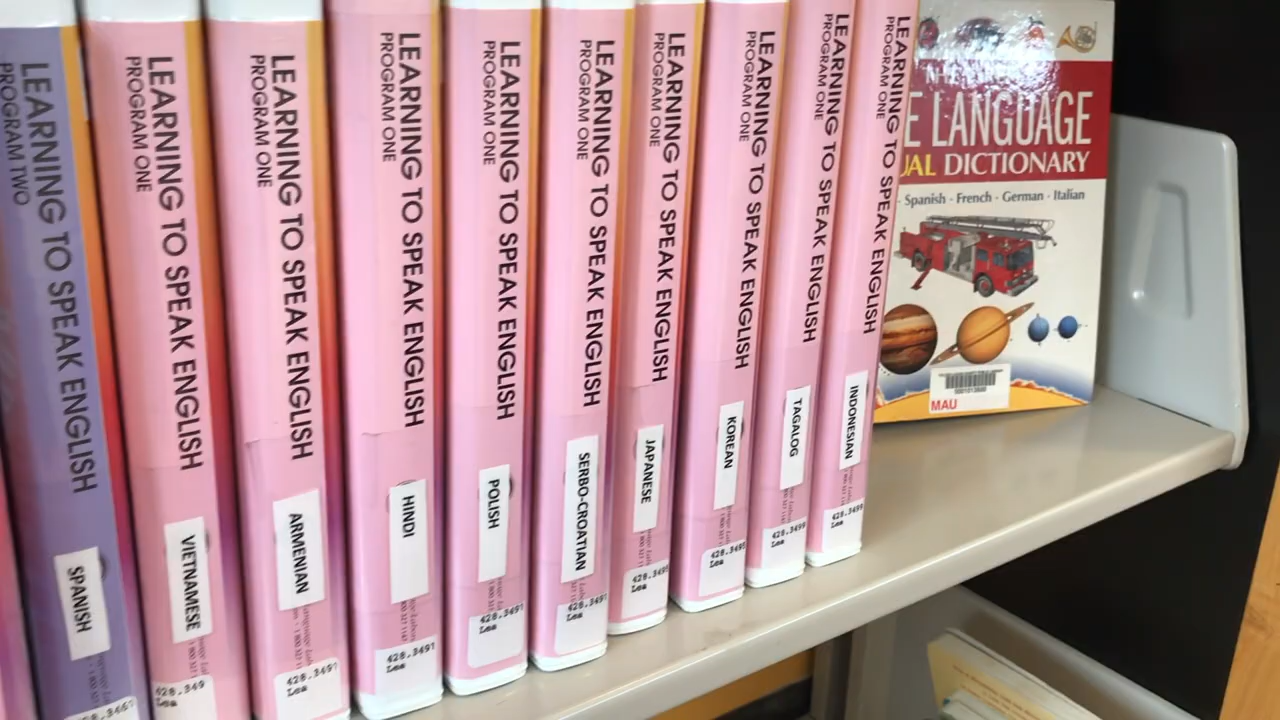 LEARNING TO SPEAK ENGLISH
PROGRAM TWO
SPANISH
LEARNING TO SPEAK ENGLISH
PROGRAM ONE
VIETNAMESE
428.349
Lea
LEARNING TO SPEAK ENGLISH
PROGRAM ONE
ARMENIAN
428.3491
Lea
LEARNING TO SPEAK ENGLISH
PROGRAM ONE
HINDI
428.3491
Lea
LEARNING TO SPEAK ENGLISH
PROGRAM ONE
POLISH
428.3491
Lea
LEARNING TO SPEAK ENGLISH
PROGRAM ONE
SERBO-CROATIAN
428.3491
Lea
LEARNING TO SPEAK ENGLISH
PROGRAM ONE
JAPANESE
428.3495
Lea
LEARNING TO SPEAK ENGLISH
PROGRAM ONE
KOREAN
428.3495
Lea
LEARNING TO SPEAK ENGLISH
PROGRAM ONE
TAGALOG
428.3499
Lea
LEARNING TO SPEAK ENGLISH
PROGRAM ONE
INDONESIAN
428.3499
Lea
E LANGUAGE
UAL DICTIONARY
- Spanish - French - German - Italian
MAU